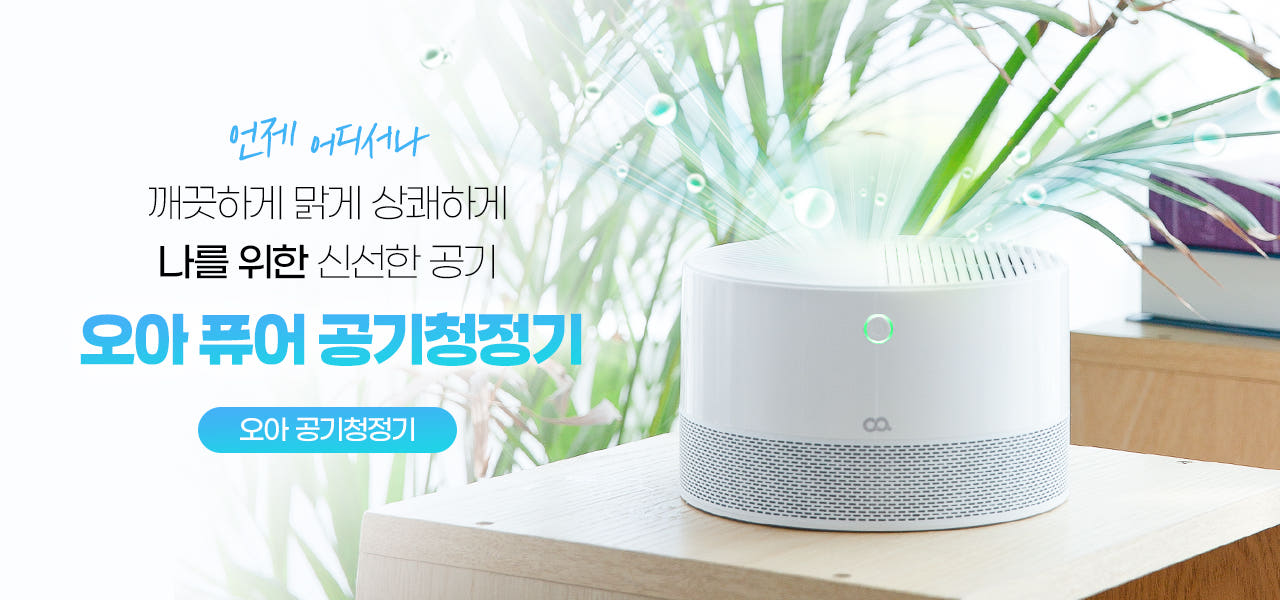 언제 어디서나
깨끗하게 맑게 상쾌하게
나를 위한 신선한 공기
오아 퓨어 공기청정기
오아 공기청정기
oa.